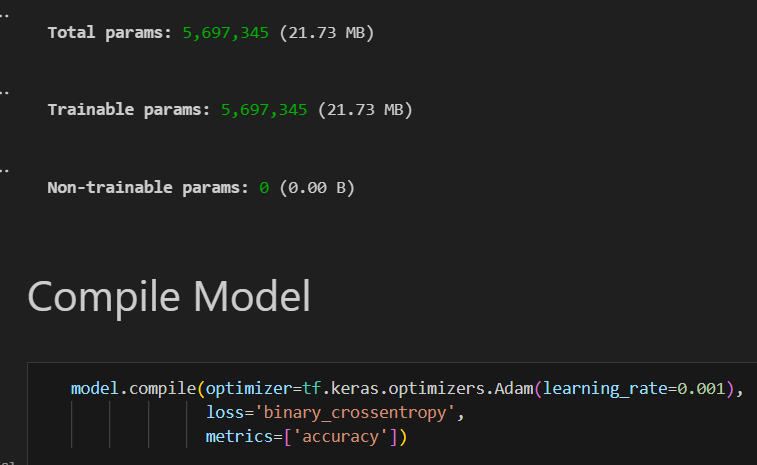 ..
Total params: 5,697,345 (21.73 MB)
..
Trainable params: 5,697,345 (21.73 MB)
..
Non-trainable params: 0 (0.00 B)
Compile Model
model.compile(optimizer=tf.keras.optimizers.Adam(learning_rate=0.001),
loss='binary_crossentropy',
metrics=['accuracy'])